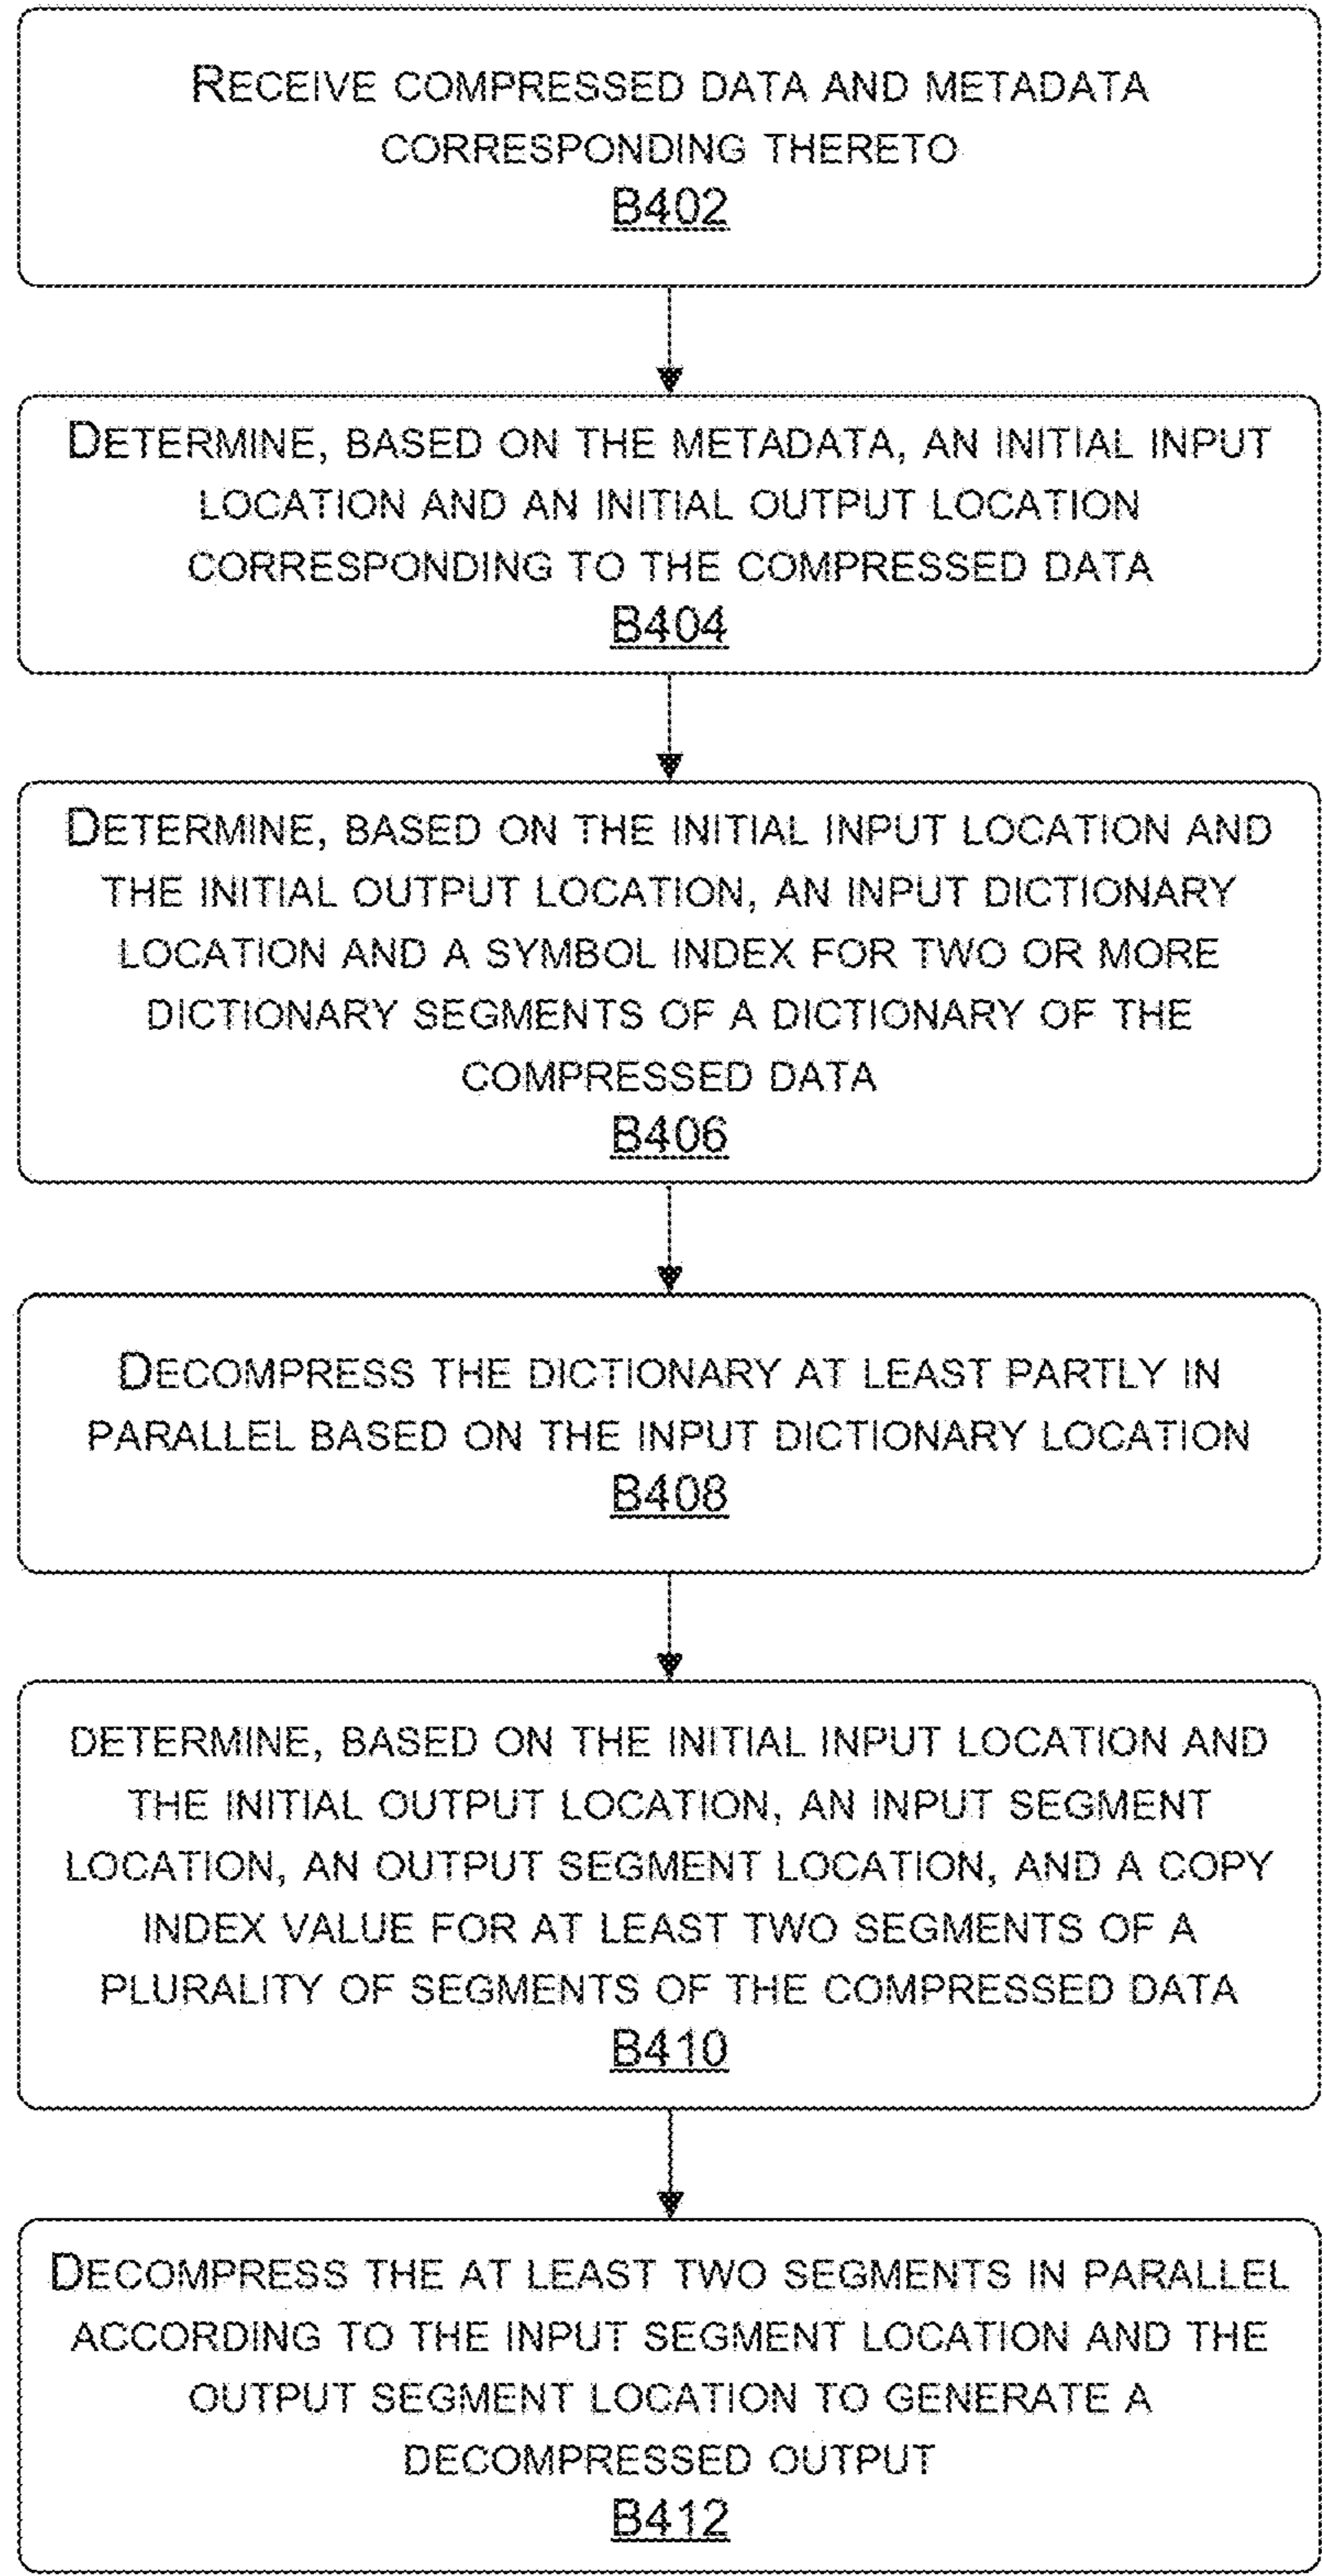 RECEIVE COMPRESSED DATA AND METADATA
CORRESPONDING THERETO
B402
DETERMINE, BASED ON THE METADATA, AN INITIAL INPUT
LOCATION AND AN INITIAL OUTPUT LOCATION
CORRESPONDING TO THE COMPRESSED DATA
B404
DETERMINE, BASED ON THE INITIAL INPUT LOCATION AND
THE INITIAL OUTPUT LOCATION, AN INPUT DICTIONARY
LOCATION AND A SYMBOL INDEX FOR TWO OR MORE
DICTIONARY SEGMENTS OF A DICTIONARY OF THE
COMPRESSED DATA
B406
DECOMPRESS THE DICTIONARY AT LEAST PARTLY IN
PARALLEL BASED ON THE INPUT DICTIONARY LOCATION
B408
DETERMINE, BASED ON THE INITIAL INPUT LOCATION AND
THE INITIAL OUTPUT LOCATION, AN INPUT SEGMENT
LOCATION, AN OUTPUT SEGMENT LOCATION, AND A COPY
INDEX VALUE FOR AT LEAST TWO SEGMENTS OF A
PLURALITY OF SEGMENTS OF THE COMPRESSED DATA
B410
DECOMPRESS THE AT LEAST TWO SEGMENTS IN PARALLEL
ACCORDING TO THE INPUT SEGMENT LOCATION AND THE
OUTPUT SEGMENT LOCATION TO GENERATE A
DECOMPRESSED OUTPUT
B412